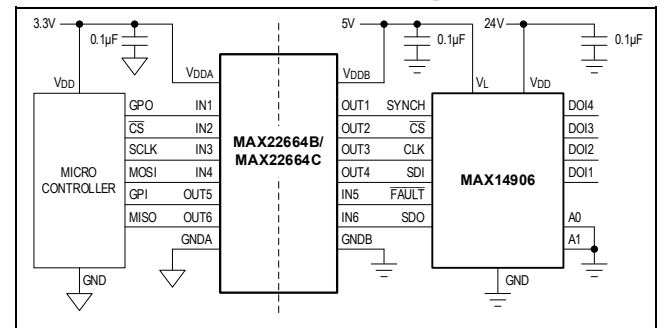 3.3V 5V 24V
0.1µF 0.1µF 0.1µF
VDD VDDA VDDB VL VDD
GPO IN1 OUT1 SYNCH DOI4
CS IN2 OUT2 CS DOI3
SCLK IN3 OUT3 CLK DOI2
MOSI IN4 OUT4 SDI DOI1
GPI OUT5 IN5 FAULT
MISO OUT6 IN6 SDO A0
GNDA GNDB A1
MICRO
CONTROLLER
MAX22664B/
MAX22664C
MAX14906
GND GND